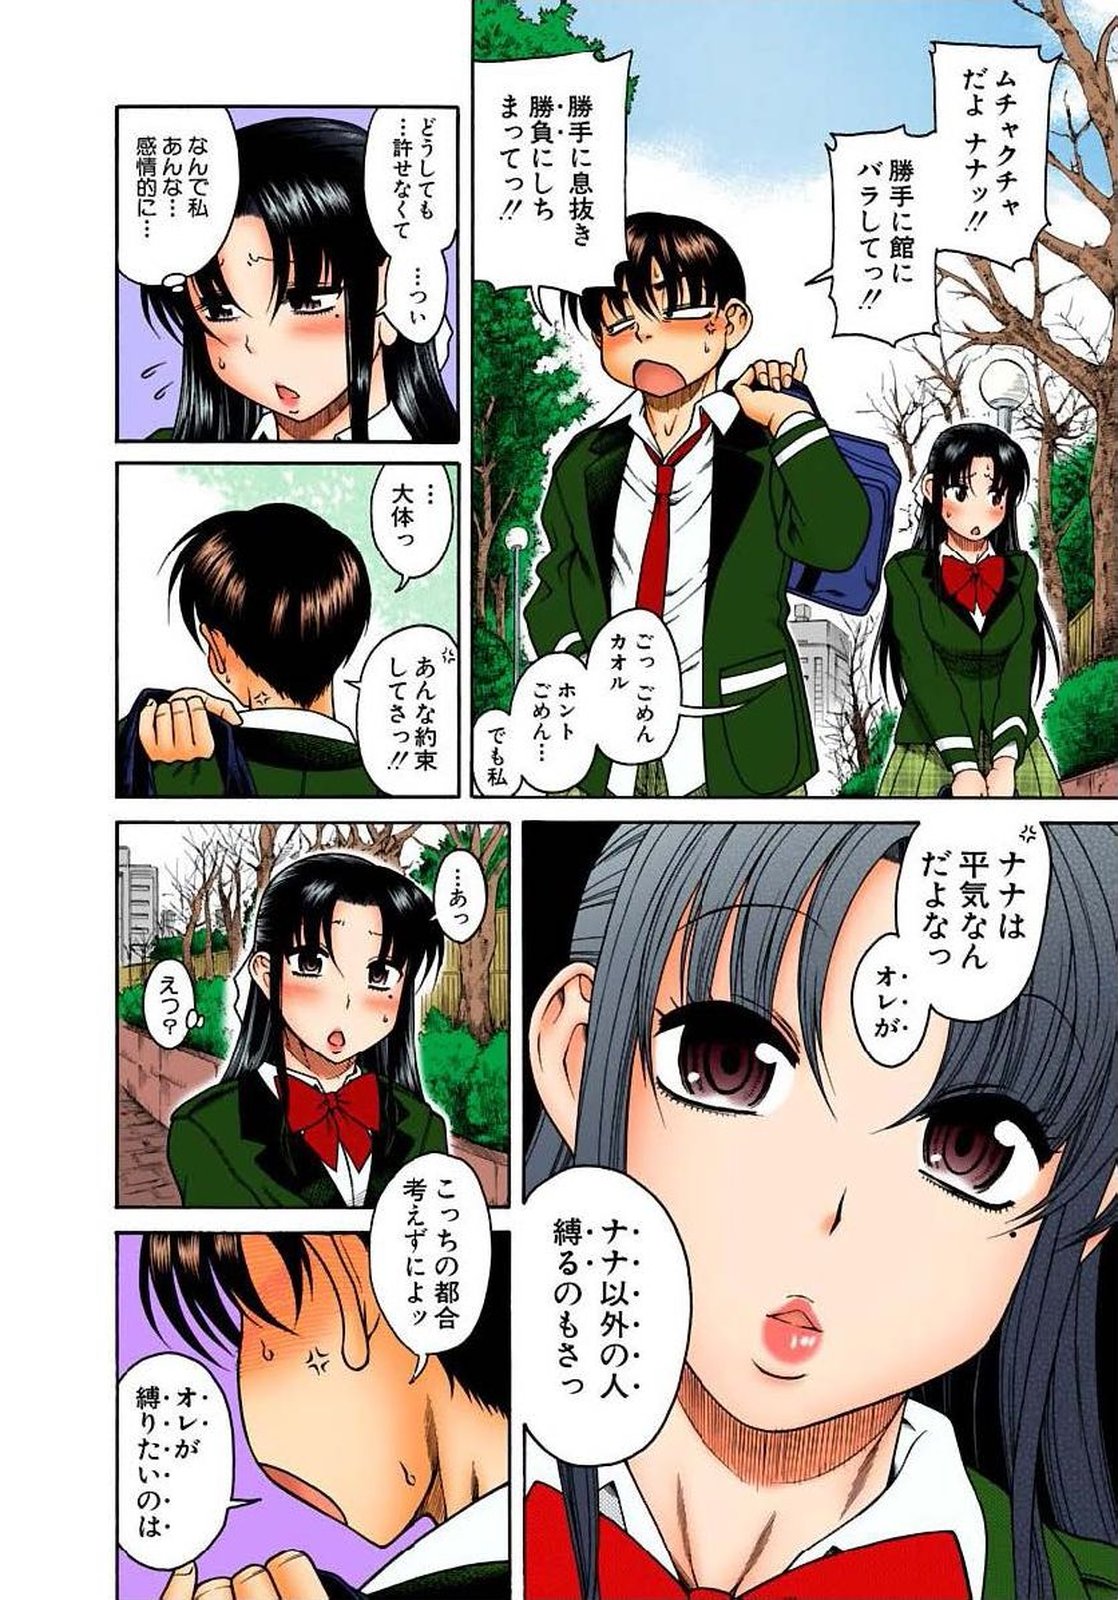 ムチャクチャ
だよ ナナッ!!
勝手に館に
バラしてっ!!
勝手に息抜き
勝負にしち
まってっ!!
ごっ ごめん
カオル
ホント
ごめん…
でも私
どうしても
…許せなくて
…つい
なんで私
あんな…
感情的に…
…
大体っ
あんな約束
してさっ!!
ナナは
平気なん
だよなっ
オレが
ナナ以外の人
縛るのもさっ
…あっ
えつ?
こっちの都合
考えずによッ
オレが
縛りたいのは